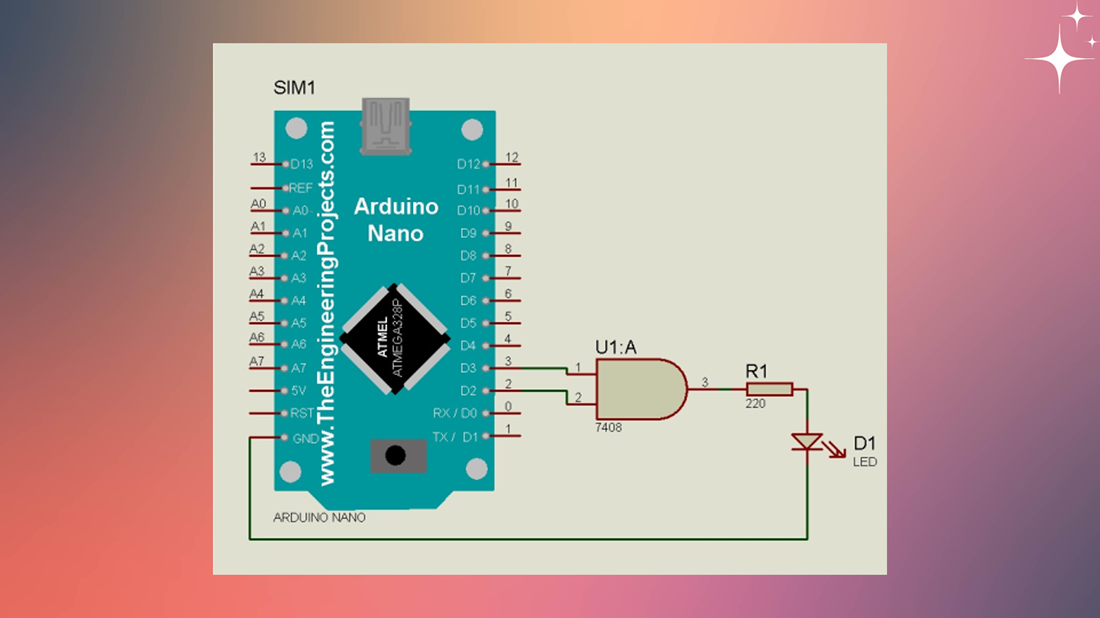 SIM1
www.TheEngineeringProjects.com
Arduino
Nano
ATMEL
ATMEGA328P
13 D13
REF
A0 A0
A1 A1
A2 A2
A3 A3
A4 A4
A5 A5
A6 A6
A7 A7
5V
RST
GND
D12 12
D11 11
D10 10
D9 9
D8 8
D7 7
D6 6
D5 5
D4 4
D3 3
D2 2
RX / D0 0
TX / D1 1
ARDUINO NANO
U1:A
1
2
3
7408
R1
220
D1
LED